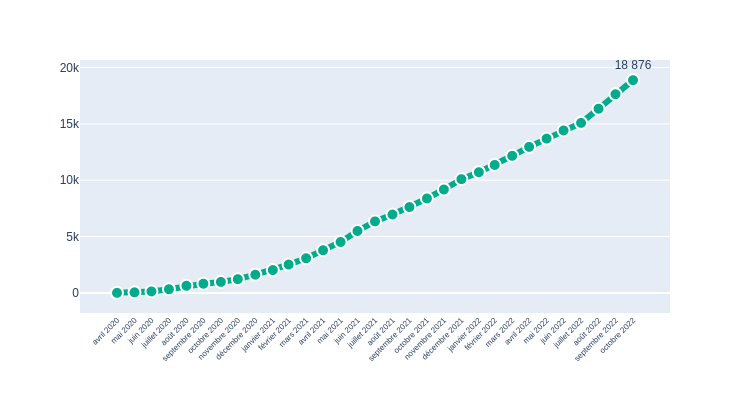 18 876
20k
15k
10k
5k
0
avril 2020
mai 2020
juin 2020
juillet 2020
août 2020
septembre 2020
octobre 2020
novembre 2020
décembre 2020
janvier 2021
février 2021
mars 2021
avril 2021
mai 2021
juin 2021
juillet 2021
août 2021
septembre 2021
octobre 2021
novembre 2021
décembre 2021
janvier 2022
février 2022
mars 2022
avril 2022
mai 2022
juin 2022
juillet 2022
août 2022
septembre 2022
octobre 2022